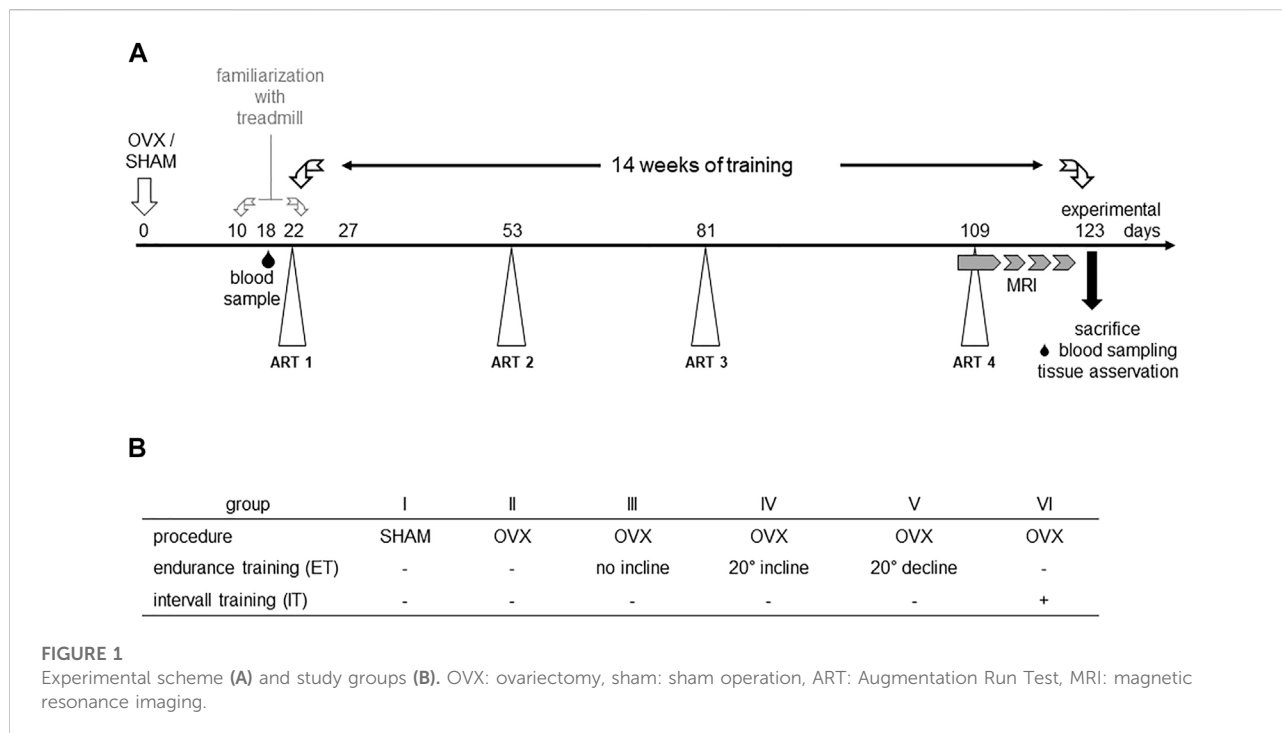 A
familiarization
with
treadmill
OVX /
SHAM
14 weeks of training
experimental
0 10 18 22 27 53 81 109 123 days
blood
sample
MRI
ART 1 ART 2 ART 3 ART 4
sacrifice
blood sampling
tissue asservation
B
group I II III IV V VI
procedure SHAM OVX OVX OVX OVX OVX
endurance training (ET) - - no incline 20° incline 20° decline -
intervall training (IT) - - - - - +
FIGURE 1
Experimental scheme (A) and study groups (B). OVX: ovariectomy, sham: sham operation, ART: Augmentation Run Test, MRI: magnetic
resonance imaging.